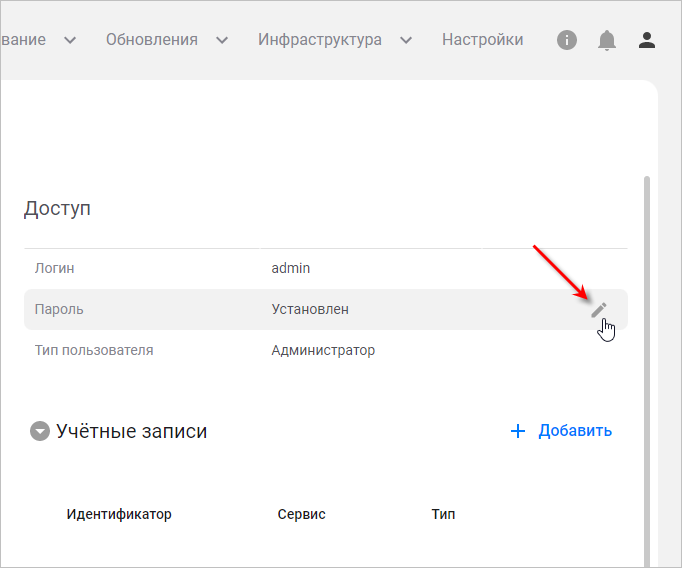 вание Обновления Инфраструктура Настройки
Доступ
Логин admin
Пароль Установлен
Тип пользователя Администратор
Учётные записи + Добавить
Идентификатор Сервис Тип